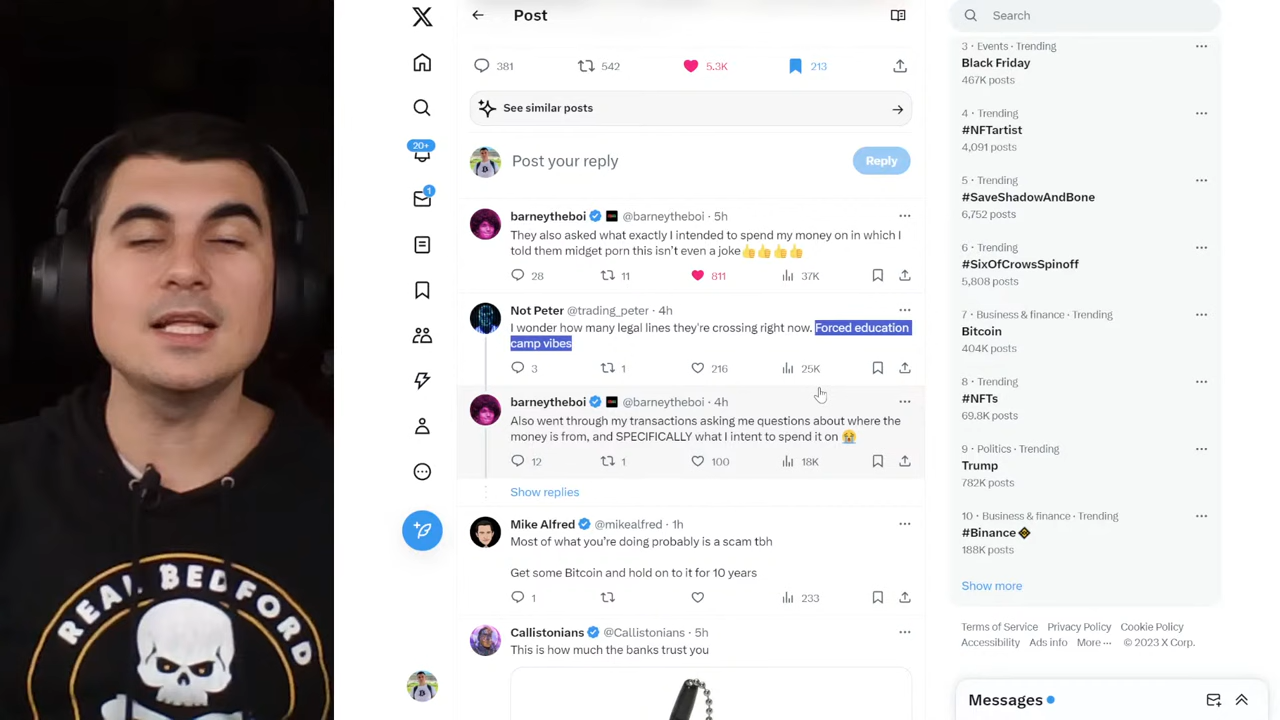 Post
Search
381
542
5.3K
213
See similar posts
Post your reply
Reply
barneytheboi @barneytheboi · 5h
They also asked what exactly I intended to spend my money on in which I
told them midget porn this isn't even a joke👍👍👍👍
28
11
811
37K
Not Peter @trading_peter · 4h
I wonder how many legal lines they're crossing right now. Forced education
camp vibes
3
1
216
25K
barneytheboi @barneytheboi · 4h
Also went through my transactions asking me questions about where the
money is from, and SPECIFICALLY what I intent to spend it on 😭
12
1
100
18K
Show replies
Mike Alfred @mikealfred · 1h
Most of what you're doing probably is a scam tbh
Get some Bitcoin and hold on to it for 10 years
1
233
Callistonians @Callistonians · 5h
This is how much the banks trust you
20+
1
3 · Events · Trending
Black Friday
467K posts
4 · Trending
#NFTartist
4,091 posts
5 · Trending
#SaveShadowAndBone
6,752 posts
6 · Trending
#SixOfCrowsSpinoff
5,808 posts
7 · Business & finance · Trending
Bitcoin
404K posts
8 · Trending
#NFTs
69.8K posts
9 · Politics · Trending
Trump
782K posts
10 · Business & finance · Trending
#Binance
188K posts
Show more
Terms of Service Privacy Policy Cookie Policy
Accessibility Ads info More ··· © 2023 X Corp.
Messages
REAL BEDFORD